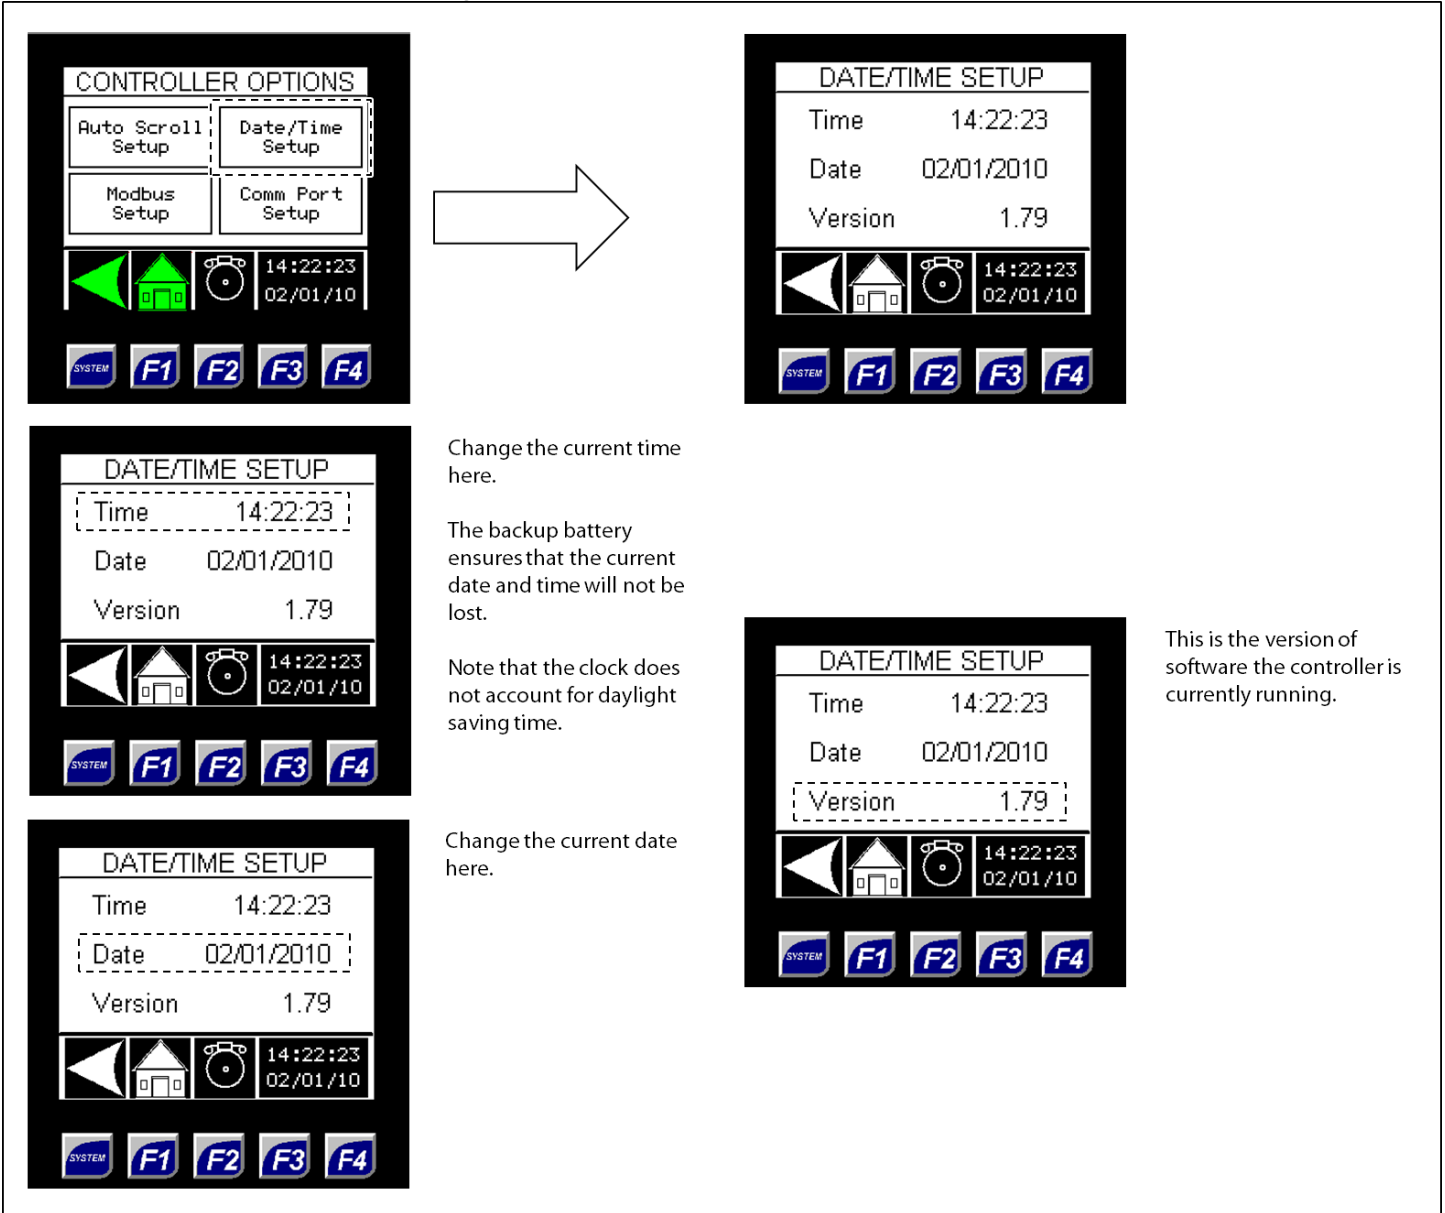 CONTROLLER OPTIONS
Auto Scroll
Setup
Date/Time
Setup
Modbus
Setup
Comm Port
Setup
14:22:23
02/01/10
SYSTEM F1 F2 F3 F4
DATE/TIME SETUP
Time 14:22:23
Date 02/01/2010
Version 1.79
14:22:23
02/01/10
SYSTEM F1 F2 F3 F4
DATE/TIME SETUP
Time 14:22:23
Date 02/01/2010
Version 1.79
14:22:23
02/01/10
SYSTEM F1 F2 F3 F4
Change the current time
here.
The backup battery
ensures that the current
date and time will not be
lost.
Note that the clock does
not account for daylight
saving time.
DATE/TIME SETUP
Time 14:22:23
Date 02/01/2010
Version 1.79
14:22:23
02/01/10
SYSTEM F1 F2 F3 F4
Change the current date
here.
DATE/TIME SETUP
Time 14:22:23
Date 02/01/2010
Version 1.79
14:22:23
02/01/10
SYSTEM F1 F2 F3 F4
This is the version of
software the controller is
currently running.